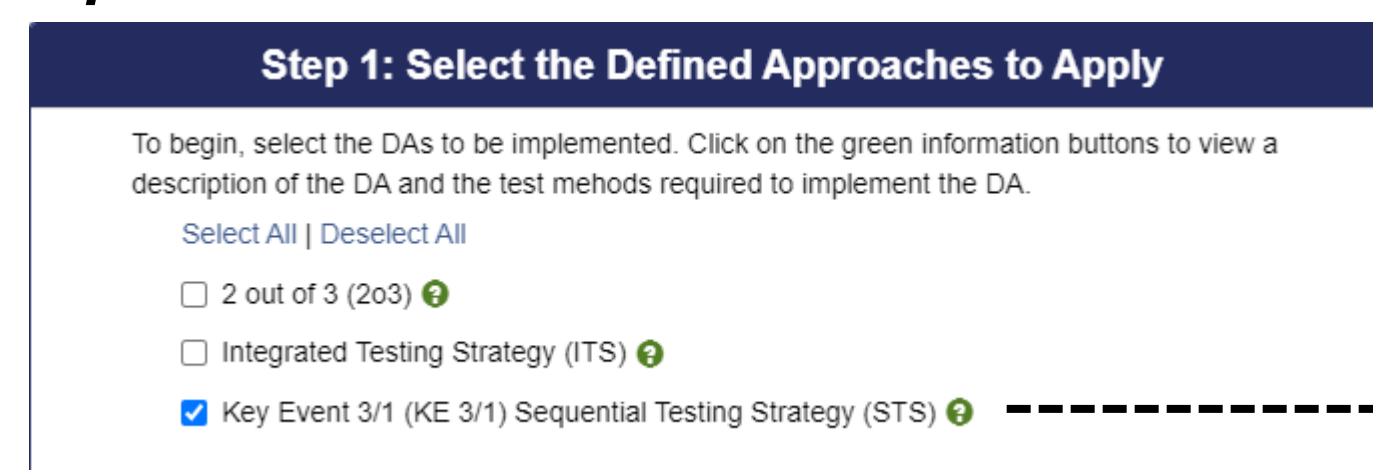 Step 1: Select the Defined Approaches to Apply
To begin, select the DAs to be implemented. Click on the green information buttons to view a
description of the DA and the test mehods required to implement the DA.
Select All | Deselect All
2 out of 3 (2o3) ?
Integrated Testing Strategy (ITS) ?
Key Event 3/1 (KE 3/1) Sequential Testing Strategy (STS) ?